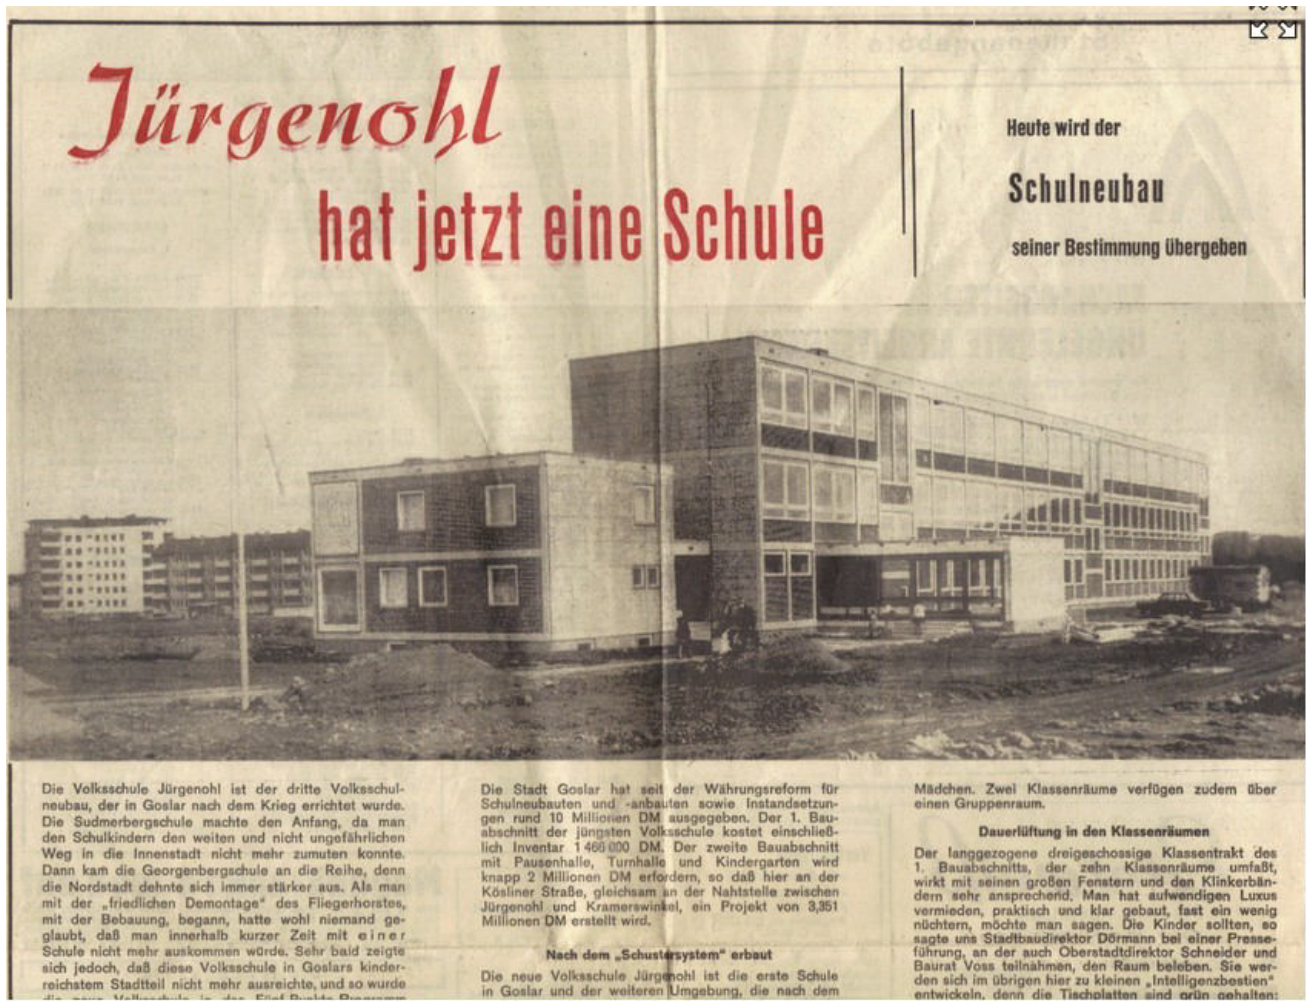 Jürgenohl
hat jetzt eine Schule
Heute wird der
Schulneubau
seiner Bestimmung übergeben
Die Volksschule Jürgenohl ist der dritte Volksschul-
neubau, der in Goslar nach dem Krieg errichtet wurde.
Die Sudmerbergschule machte den Anfang, da man
den Schulkindern den weiten und nicht ungefährlichen
Weg in die Innenstadt nicht mehr zumuten konnte.
Dann kam die Georgenbergschule an die Reihe, denn
die Nordstadt dehnte sich immer stärker aus. Als man
mit der „friedlichen Demontage" des Fliegerhorstes,
mit der Bebauung, begann, hatte wohl niemand ge-
glaubt, daß man innerhalb kurzer Zeit mit einer
Schule nicht mehr auskommen würde. Sehr bald zeigte
sich jedoch, daß diese Volksschule in Goslars kinder-
reichstem Stadtteil nicht mehr ausreichte, und so wurde
die neue Volksschule in das Fünf-Punkte-Programm
Die Stadt Goslar hat seit der Währungsreform für
Schulneubauten und -anbauten sowie Instandsetzun-
gen rund 10 Millionen DM ausgegeben. Der 1. Bau-
abschnitt der jüngsten Volksschule kostet einschließ-
lich Inventar 1 466 000 DM. Der zweite Bauabschnitt
mit Pausenhalle, Turnhalle und Kindergarten wird
knapp 2 Millionen DM erfordern, so daß hier an der
Kösliner Straße, gleichsam an der Nahtstelle zwischen
Jürgenohl und Kramerswinkel, ein Projekt von 3,351
Millionen DM erstellt wird.
Nach dem „Schustersystem" erbaut
Die neue Volksschule Jürgenohl ist die erste Schule
in Goslar und der weiteren Umgebung, die nach dem
Mädchen. Zwei Klassenräume verfügen zudem über
einen Gruppenraum.
Dauerlüftung in den Klassenräumen
Der langgezogene dreigeschossige Klassentrakt des
1. Bauabschnitts, der zehn Klassenräume umfaßt,
wirkt mit seinen großen Fenstern und den Klinkerbän-
dern sehr ansprechend. Man hat aufwendigen Luxus
vermieden, praktisch und klar gebaut, fast ein wenig
nüchtern, möchte man sagen. Die Kinder sollten, so
sagte uns Stadtbaudirektor Dörmann bei einer Presse-
führung, an der auch Oberstadtdirektor Schneider und
Baurat Voss teilnahmen, den Raum beleben. Sie wer-
den sich im übrigen hier zu kleinen „Intelligenzbestien"
entwickeln, denn die Tischplatten sind grün gehalten: